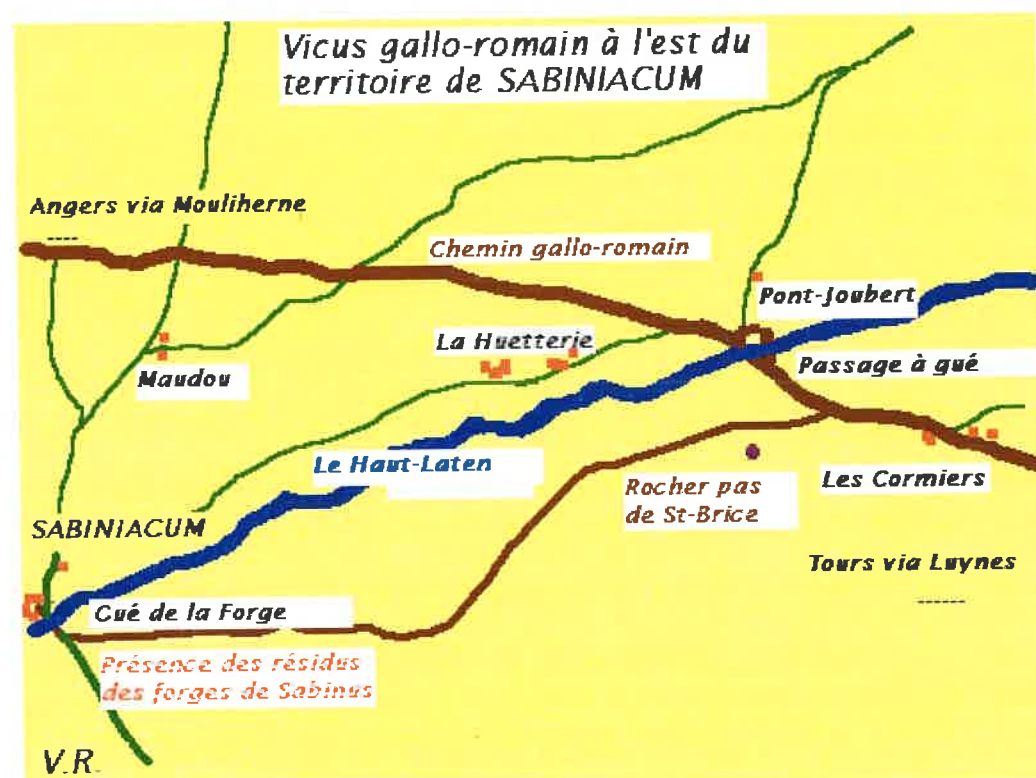 Vicus gallo-romain à l'est du
territoire de SABINIACUM
Angers via Mouliherne
----
Chemin gallo-romain
Pont-Joubert
La Huetterie
Passage à gué
Maudou
Le Haut-Laten
Rocher pas
de St-Brice
Les Cormiers
SABINIACUM
Tours via Luynes
------
Gué de la Forge
Présence des résidus
des forges de Sabinus
V.R.